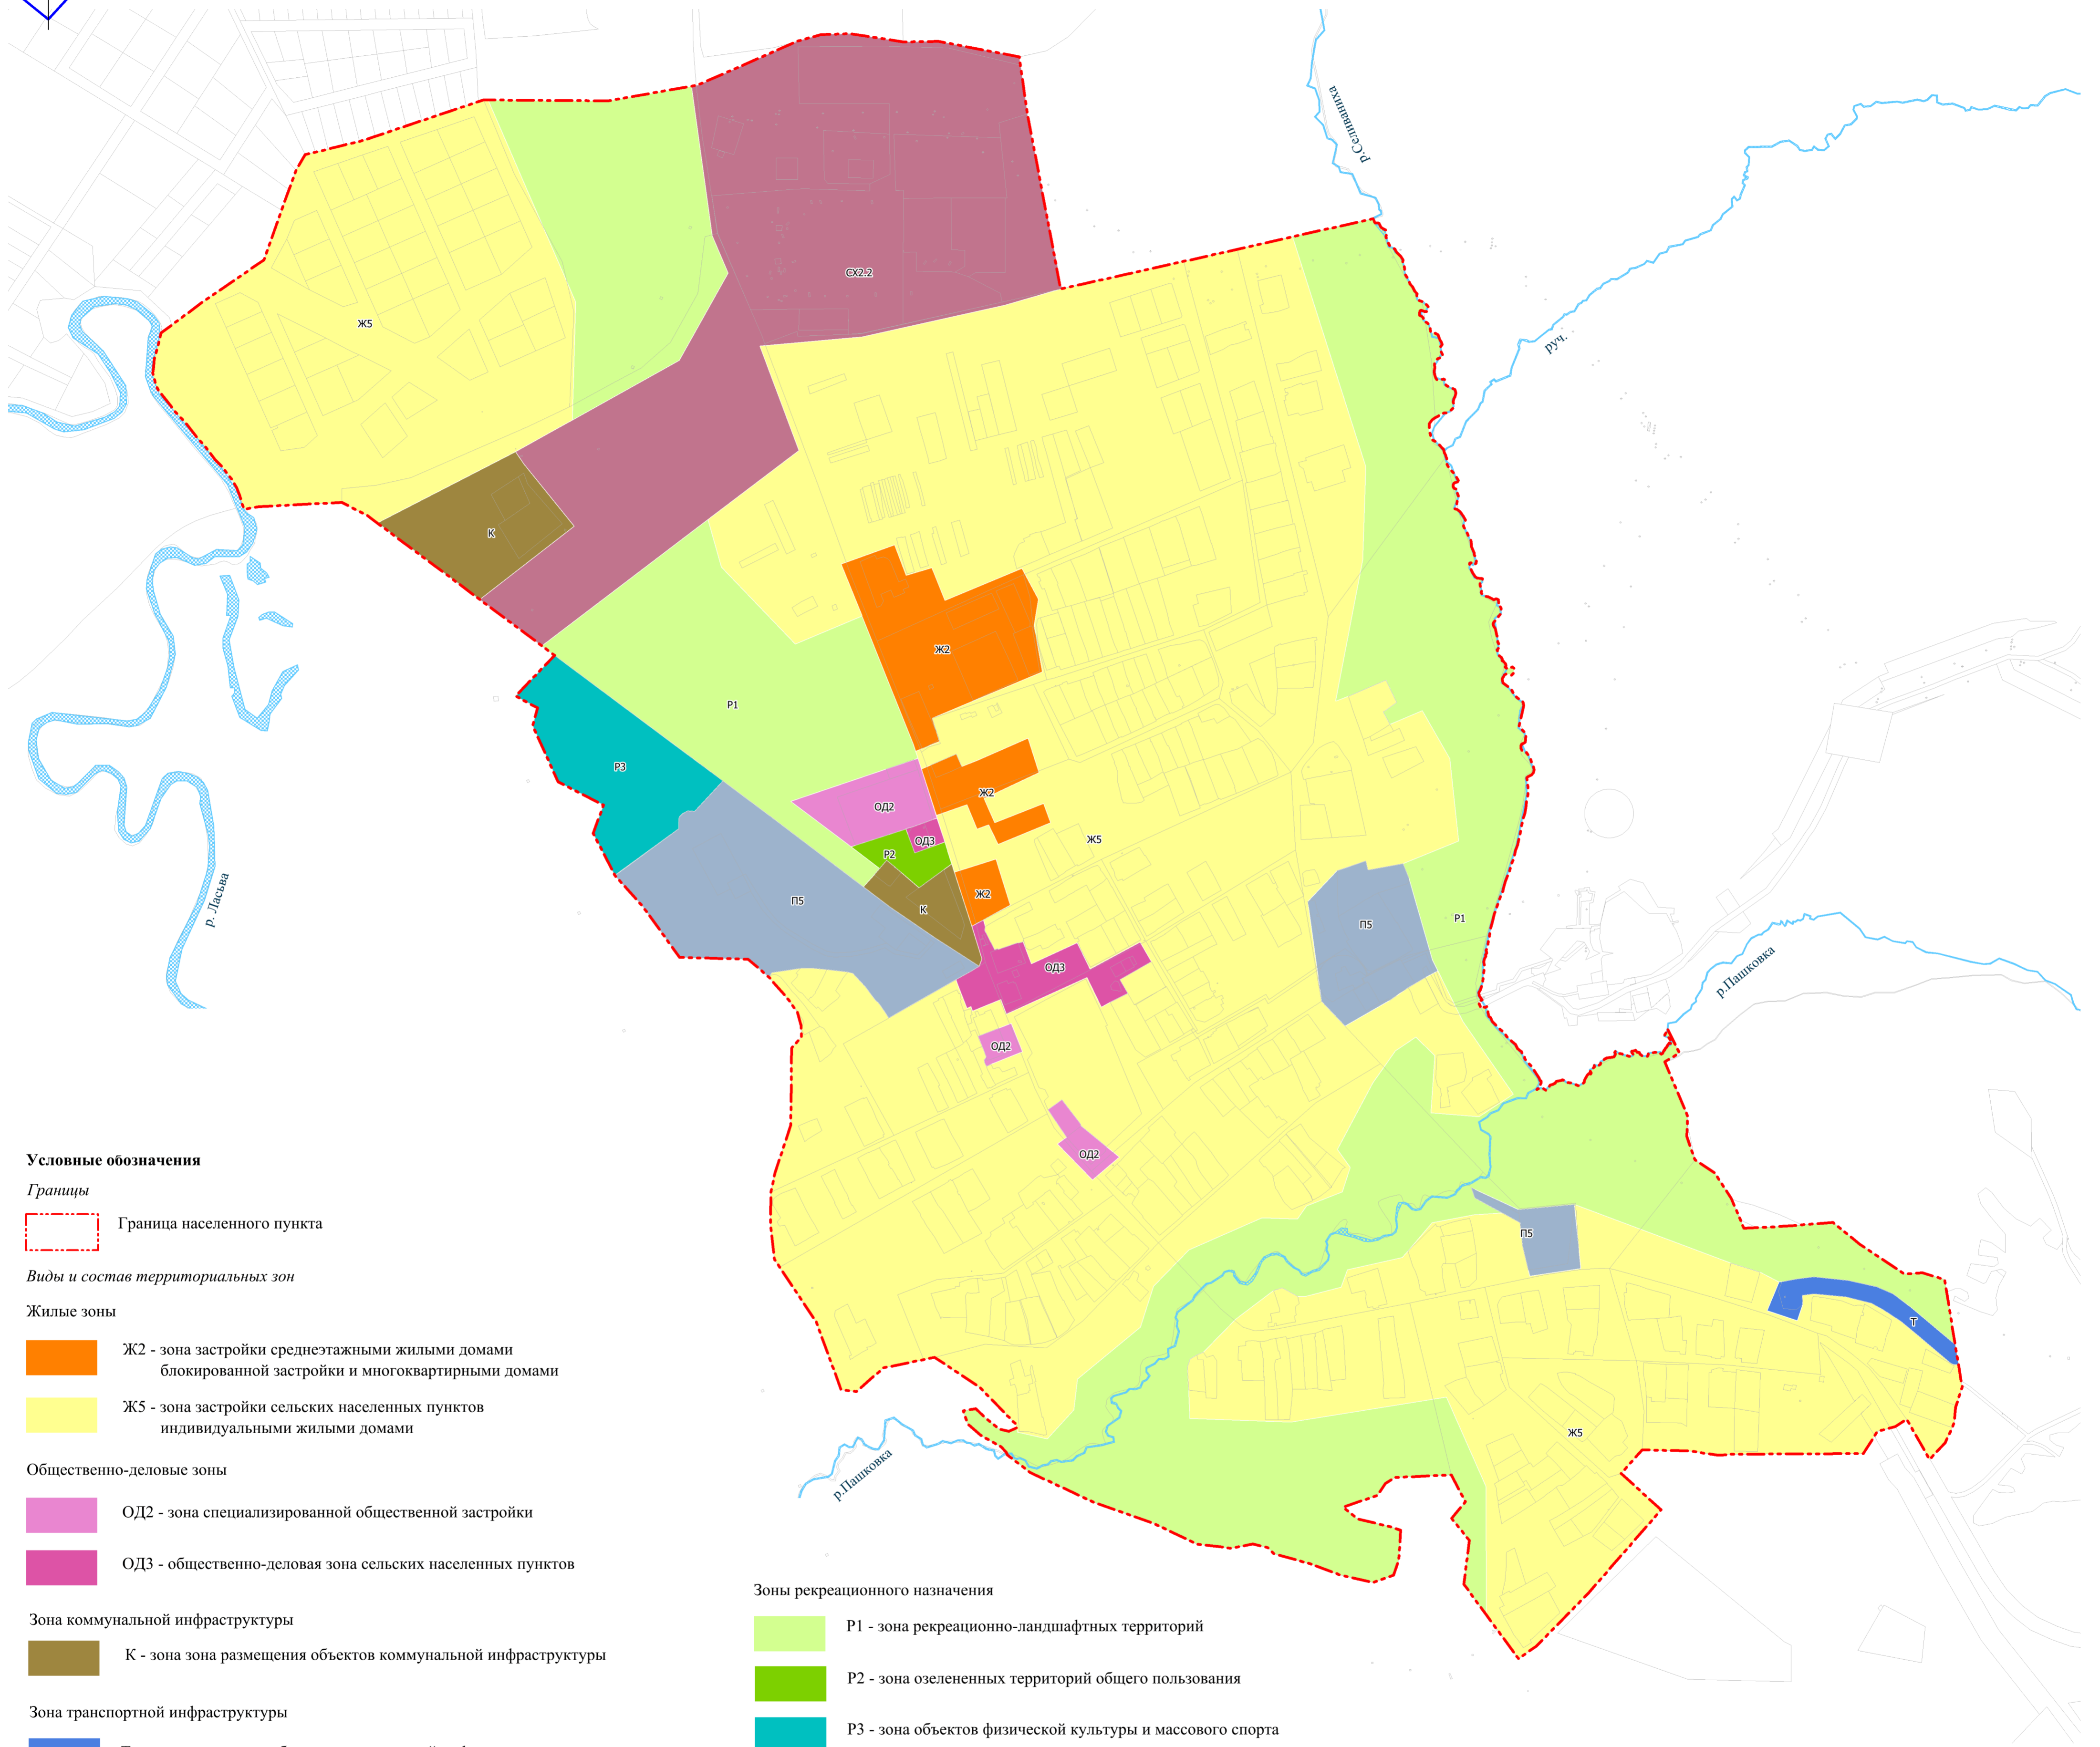 р.Селиваниха
руч.
СХ2.2
Ж5
К
Ж2
Р1
Р3
ОД2
Ж2
ОД3
Ж5
Р2
Ж2
П5
К
П5
Р1
р. Ласьва
ОД3
р.Пашковка
ОД2
ОД2
П5
Т
Ж5
р.Пашковка
Условные обозначения
Границы
Граница населенного пункта
Виды и состав территориальных зон
Жилые зоны
Ж2 - зона застройки среднеэтажными жилыми домами
блокированной застройки и многоквартирными домами
Ж5 - зона застройки сельских населенных пунктов
индивидуальными жилыми домами
Общественно-деловые зоны
ОД2 - зона специализированной общественной застройки
ОД3 - общественно-деловая зона сельских населенных пунктов
Зона коммунальной инфраструктуры
К - зона зона размещения объектов коммунальной инфраструктуры
Зона транспортной инфраструктуры
Зоны рекреационного назначения
Р1 - зона рекреационно-ландшафтных территорий
Р2 - зона озелененных территорий общего пользования
Р3 - зона объектов физической культуры и массового спорта